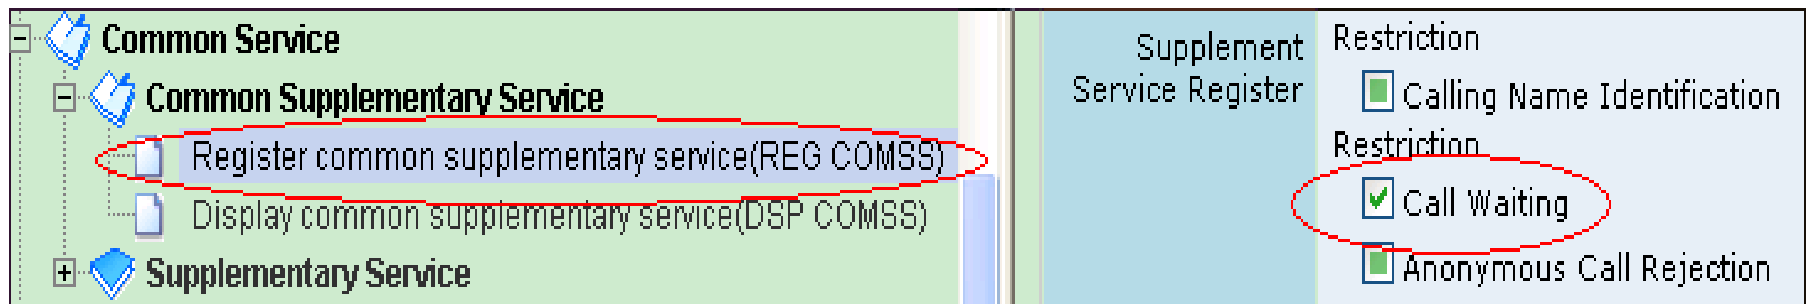 Common Service
Common Supplementary Service
Register common supplementary service(REG COMSS)
Display common supplementary service(DSP COMSS)
Supplementary Service
Supplement
Service Register
Restriction
Calling Name Identification
Restriction
Call Waiting
Anonymous Call Rejection